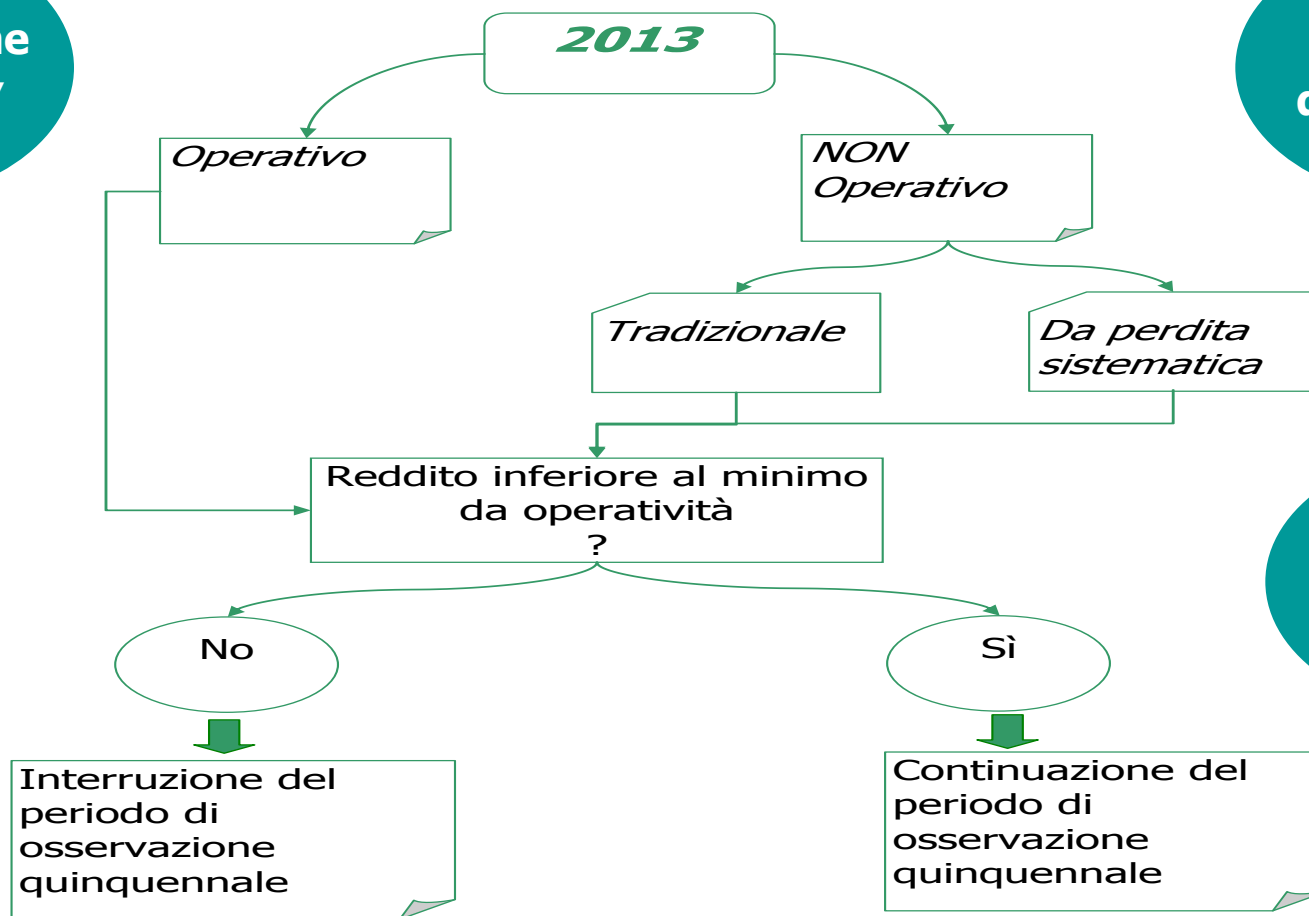 2013
Operativo
NON
Operativo
Tradizionale
Da perdita
sistematica
Reddito inferiore al minimo
da operatività
?
No
Sì
Interruzione del
periodo di
osservazione
quinquennale
Continuazione del
periodo di
osservazione
quinquennale